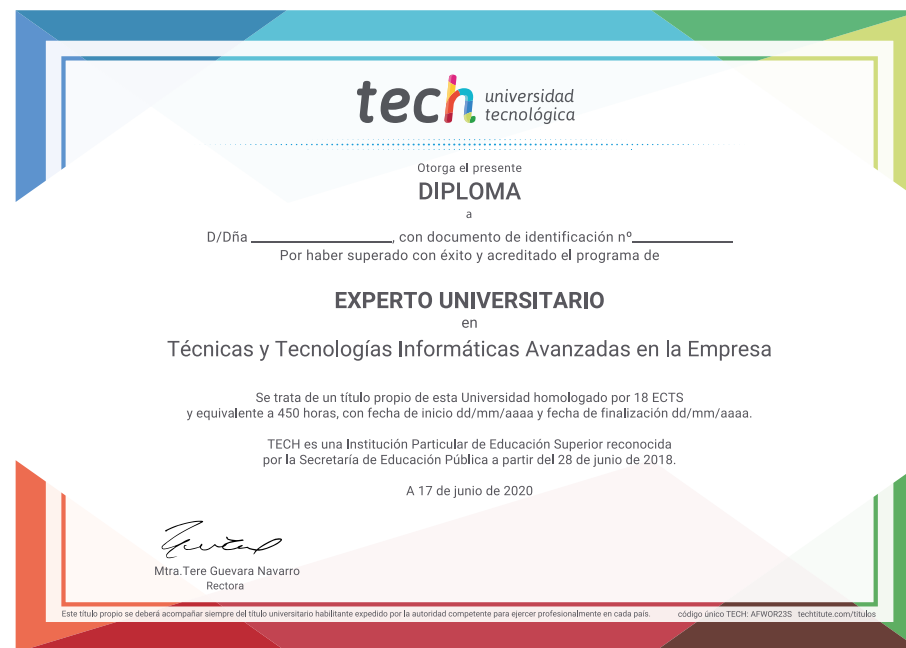 tech universidad
tecnológica
Otorga el presente
DIPLOMA
a
D/Dña ____________________, con documento de identificación nº______________
Por haber superado con éxito y acreditado el programa de
EXPERTO UNIVERSITARIO
en
Técnicas y Tecnologías Informáticas Avanzadas en la Empresa
Se trata de un título propio de esta Universidad homologado por 18 ECTS
y equivalente a 450 horas, con fecha de inicio dd/mm/aaaa y fecha de finalización dd/mm/aaaa.
TECH es una Institución Particular de Educación Superior reconocida
por la Secretaría de Educación Pública a partir del 28 de junio de 2018.
A 17 de junio de 2020
Mtra.Tere Guevara Navarro
Rectora
Este título propio se deberá acompañar siempre del título universitario habilitante expedido por la autoridad competente para ejercer profesionalmente en cada país. código único TECH: AFWOR23S techtitute.com/titulos